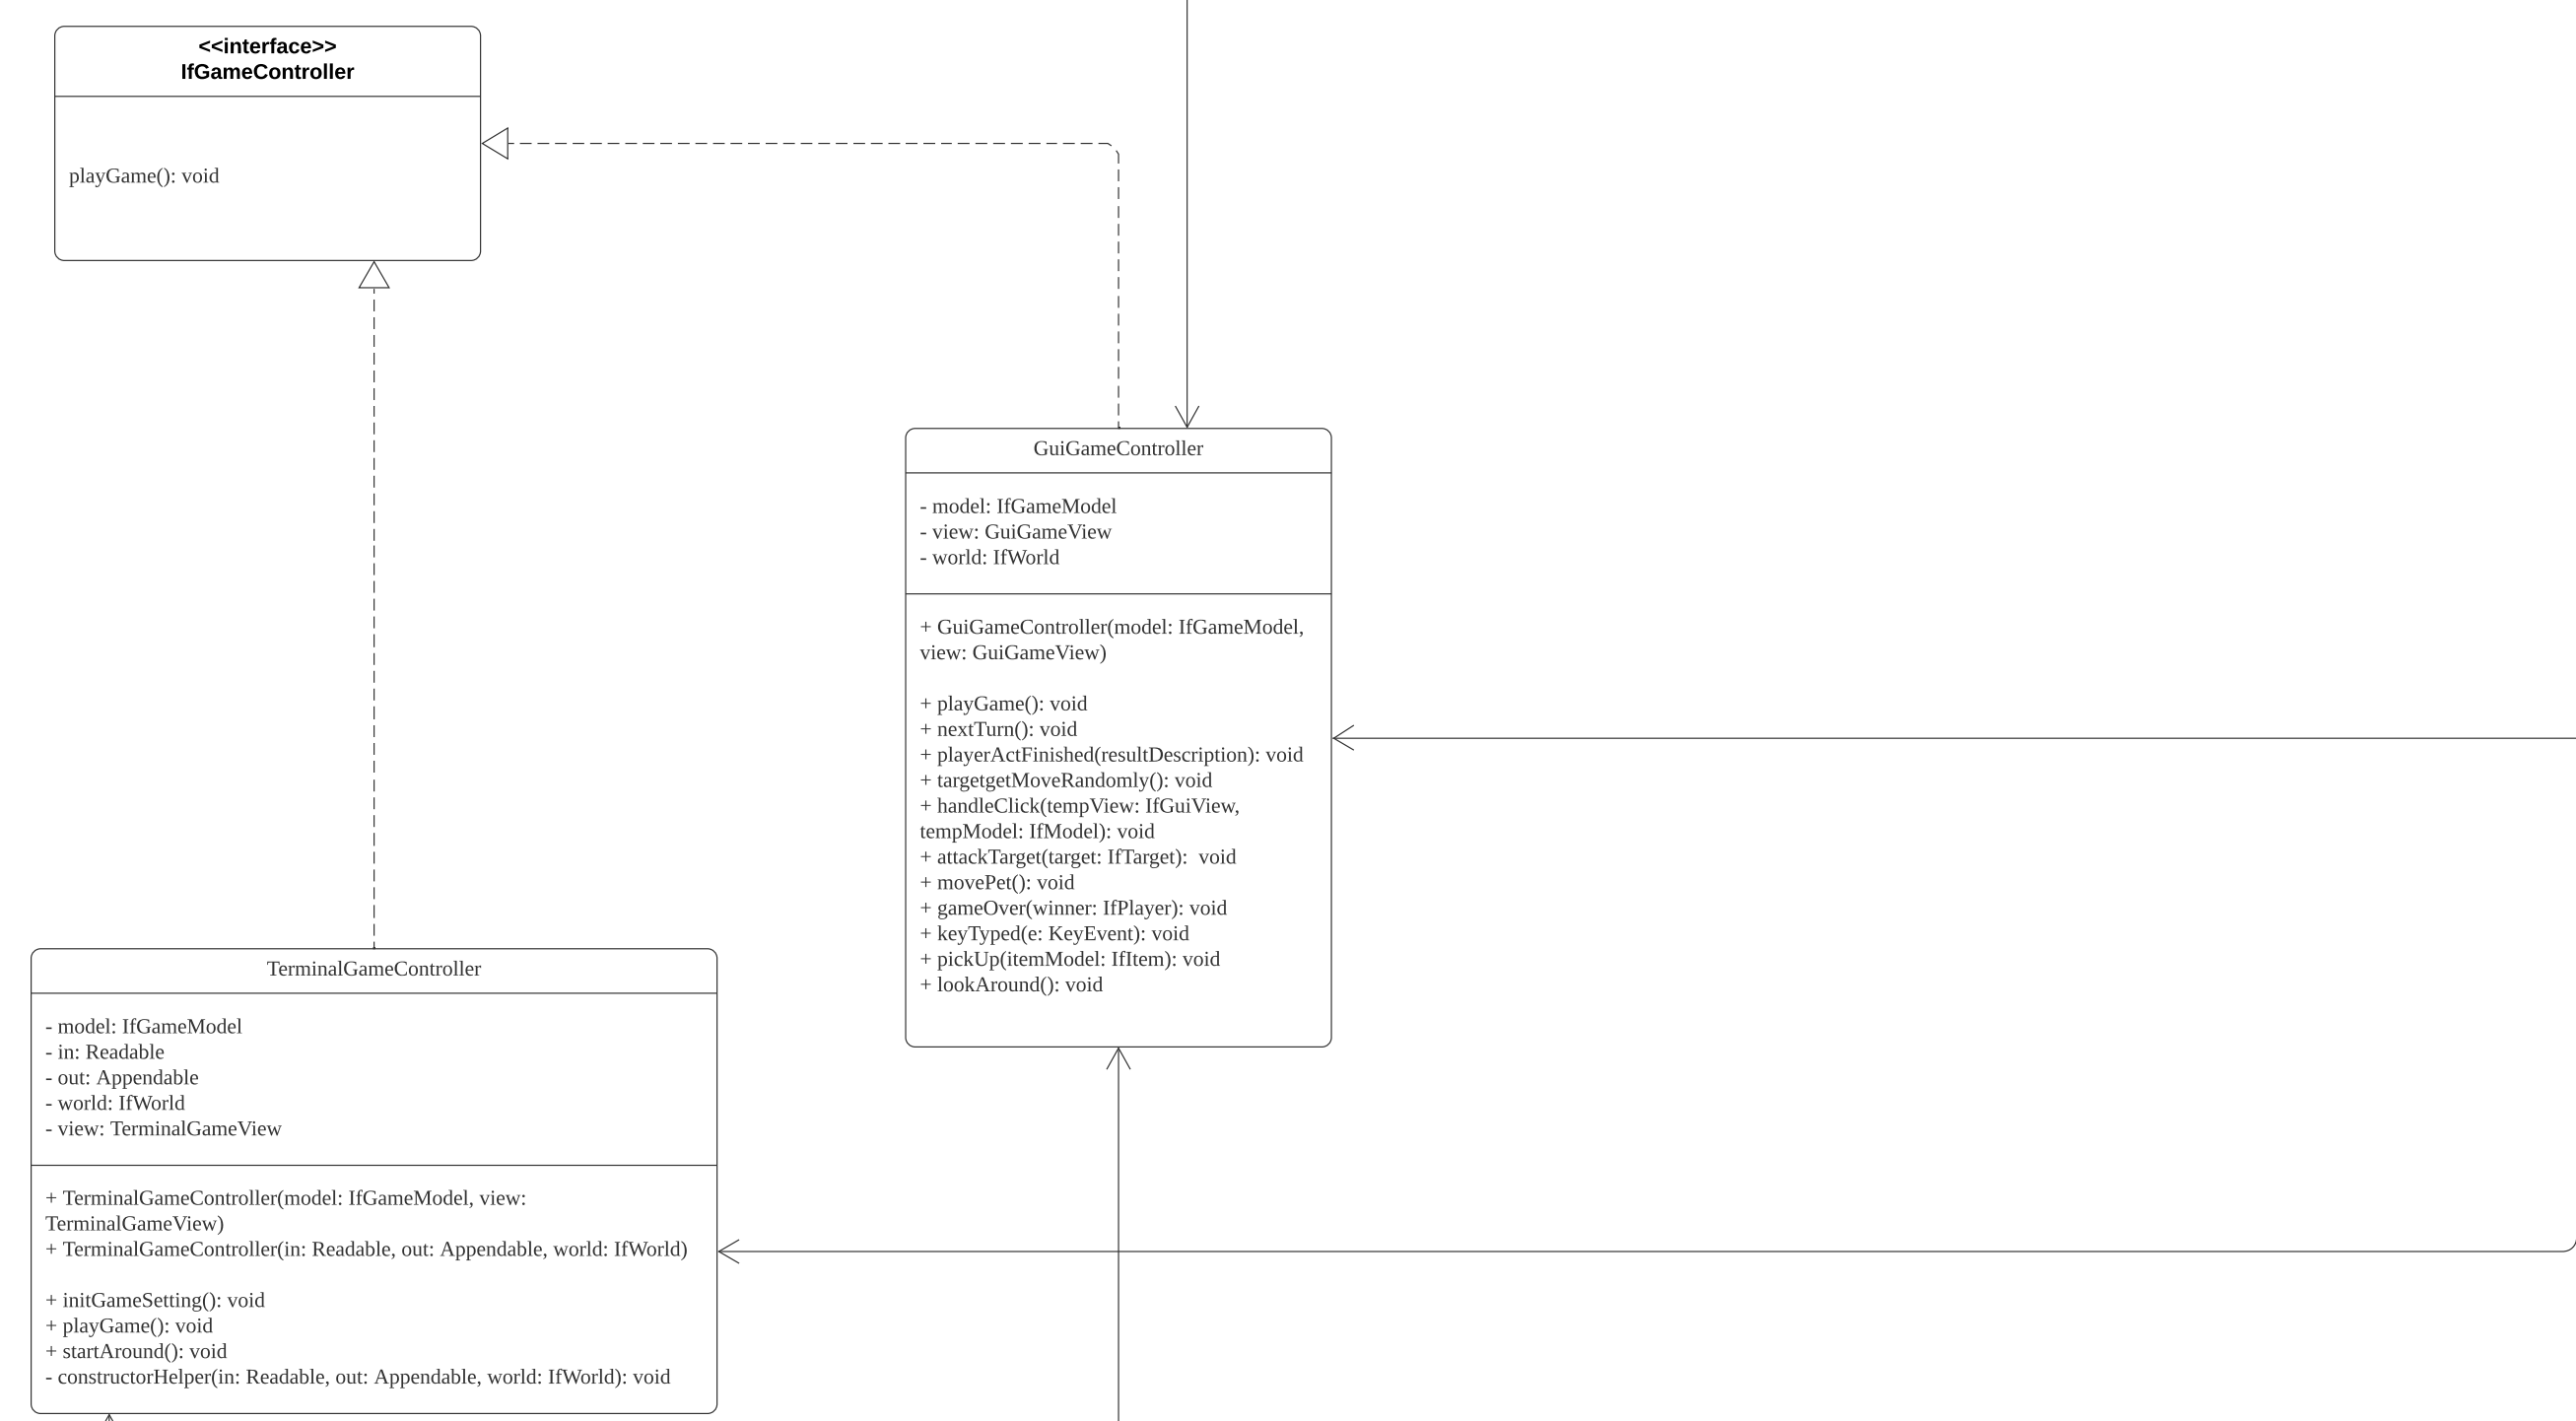 <<interface>>
IfGameController
playGame(): void
GuiGameController
- model: IfGameModel
- view: GuiGameView
- world: IfWorld
+ GuiGameController(model: IfGameModel,
view: GuiGameView)
+ playGame(): void
+ nextTurn(): void
+ playerActFinished(resultDescription): void
+ targetgetMoveRandomly(): void
+ handleClick(tempView: IfGuiView,
tempModel: IfModel): void
+ attackTarget(target: IfTarget):  void
+ movePet(): void
+ gameOver(winner: IfPlayer): void
+ keyTyped(e: KeyEvent): void
+ pickUp(itemModel: IfItem): void
+ lookAround(): void
TerminalGameController
- model: IfGameModel
- in: Readable
- out: Appendable
- world: IfWorld
- view: TerminalGameView
+ TerminalGameController(model: IfGameModel, view:
TerminalGameView)
+ TerminalGameController(in: Readable, out: Appendable, world: IfWorld)
+ initGameSetting(): void
+ playGame(): void
+ startAround(): void
- constructorHelper(in: Readable, out: Appendable, world: IfWorld): void